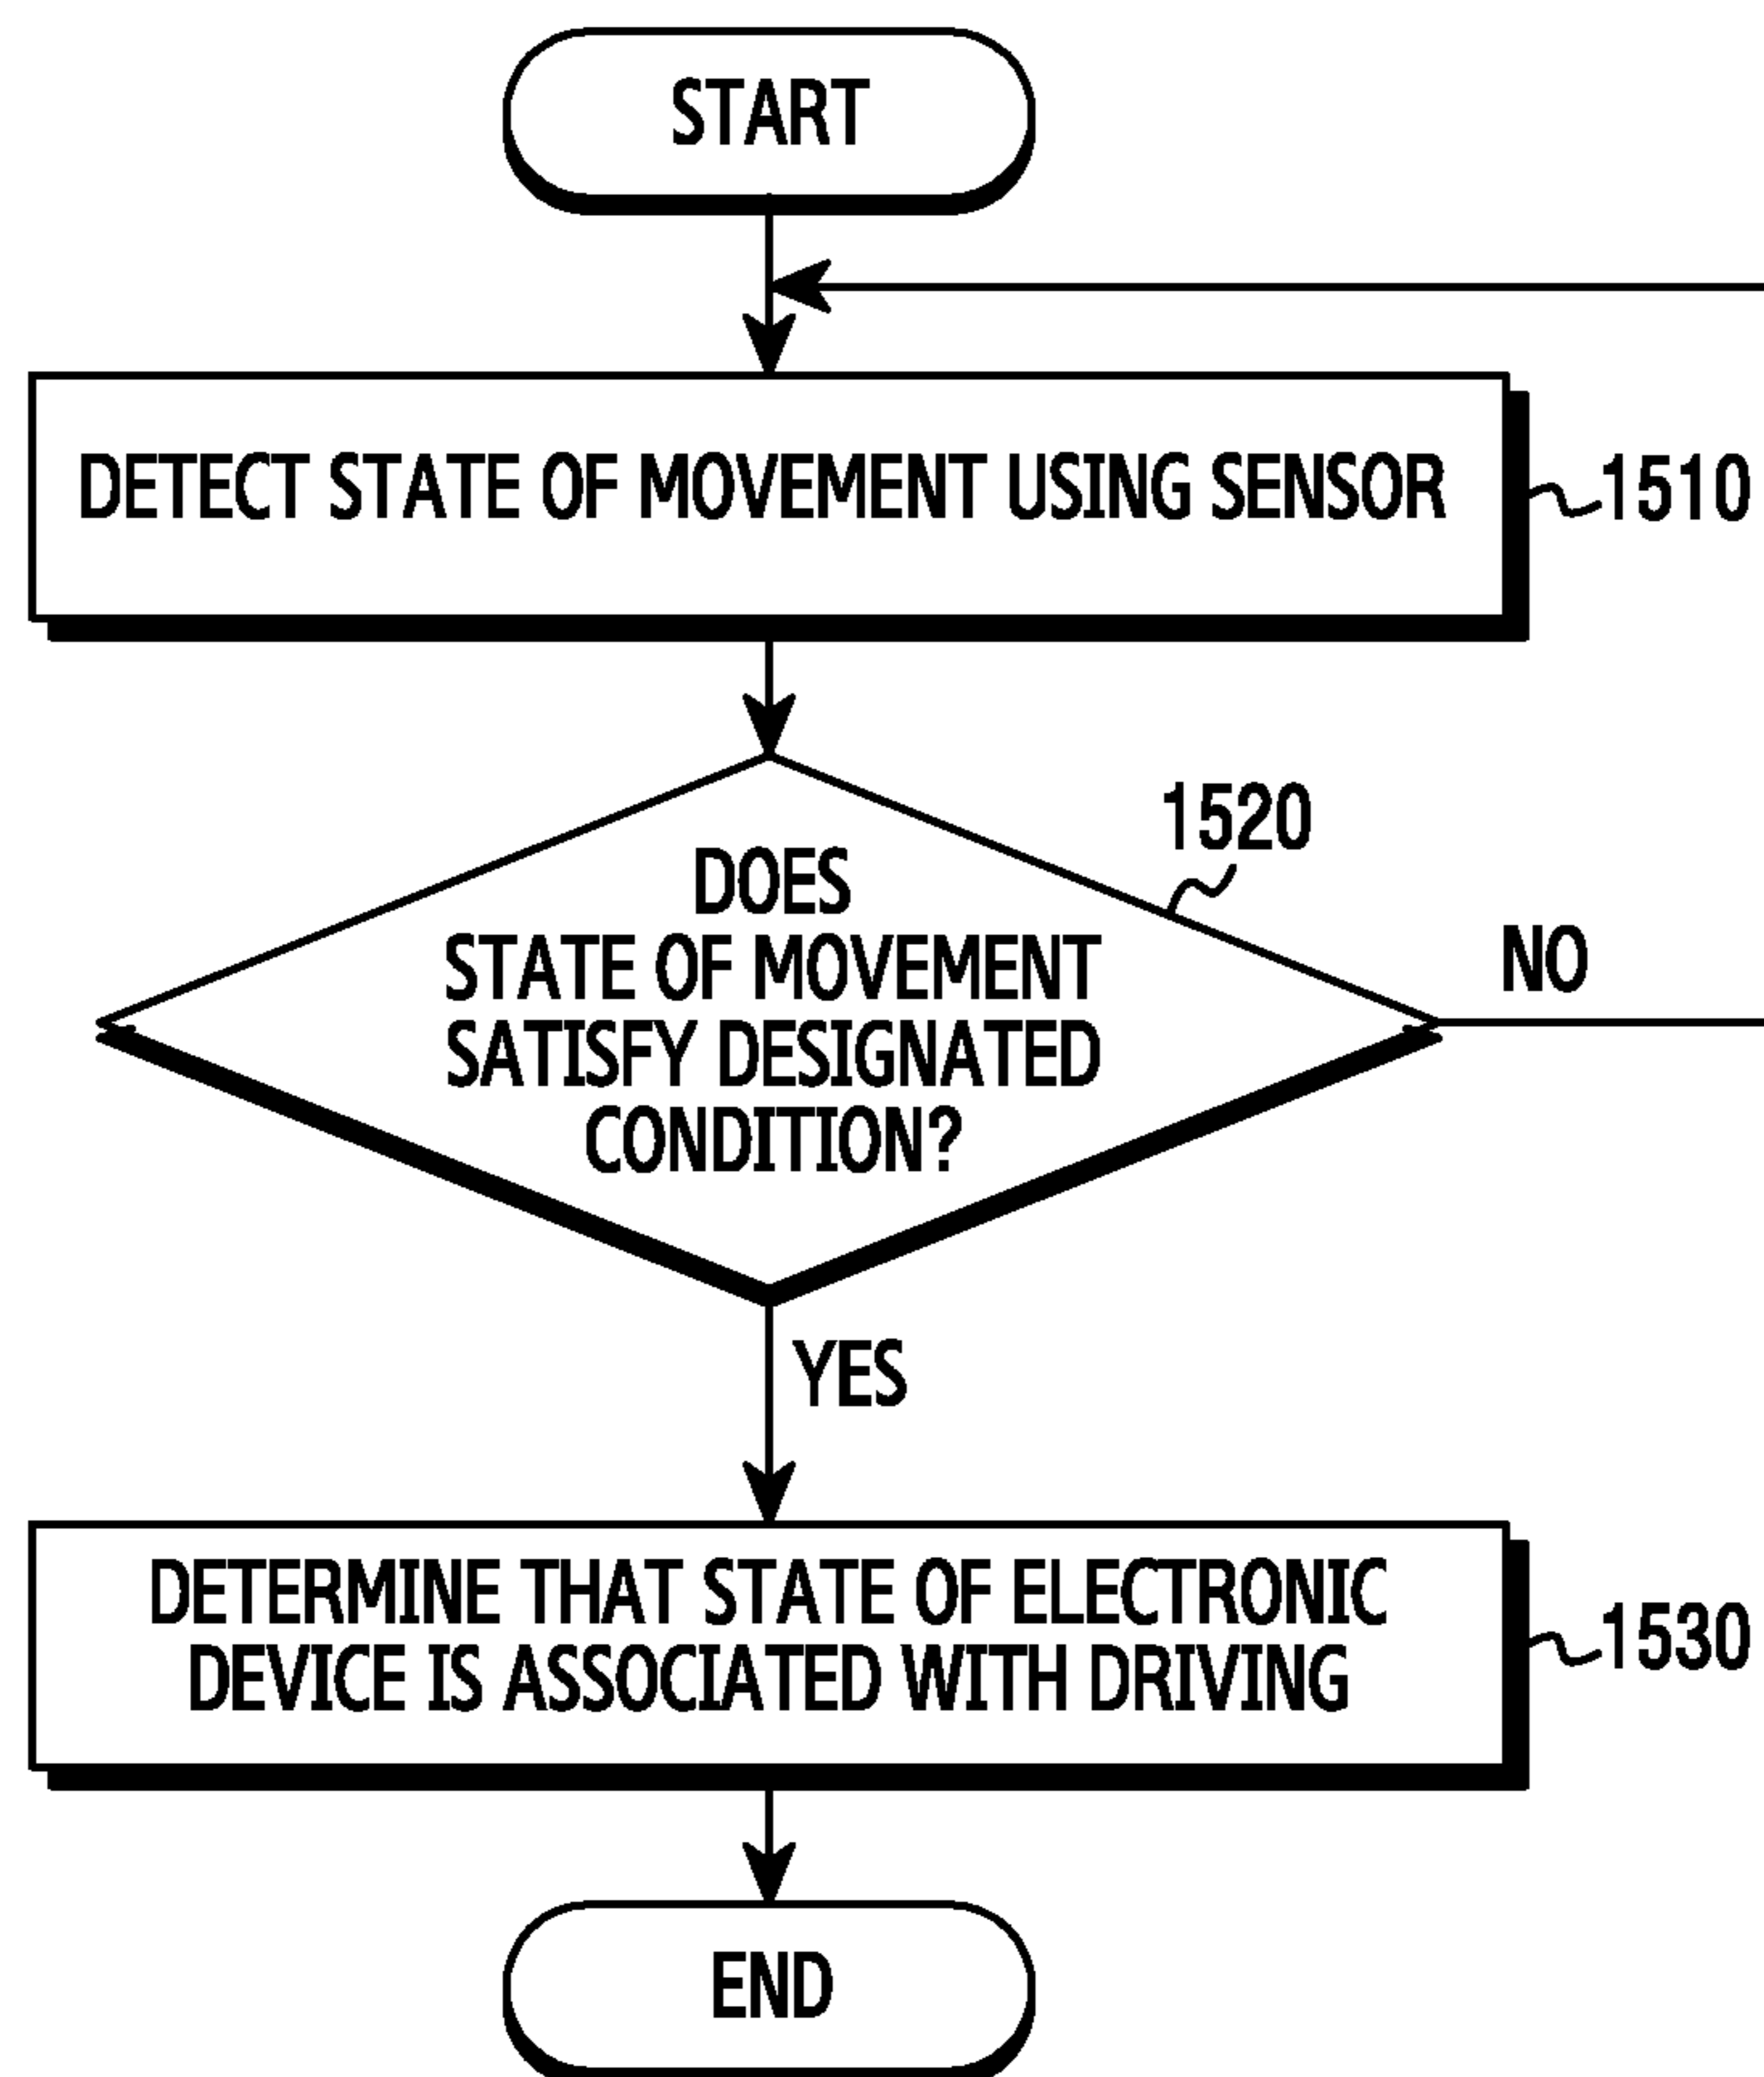 START
DETECT STATE OF MOVEMENT USING SENSOR
1510
1520
DOES
STATE OF MOVEMENT
SATISFY DESIGNATED
CONDITION?
NO
YES
DETERMINE THAT STATE OF ELECTRONIC
DEVICE IS ASSOCIATED WITH DRIVING
1530
END